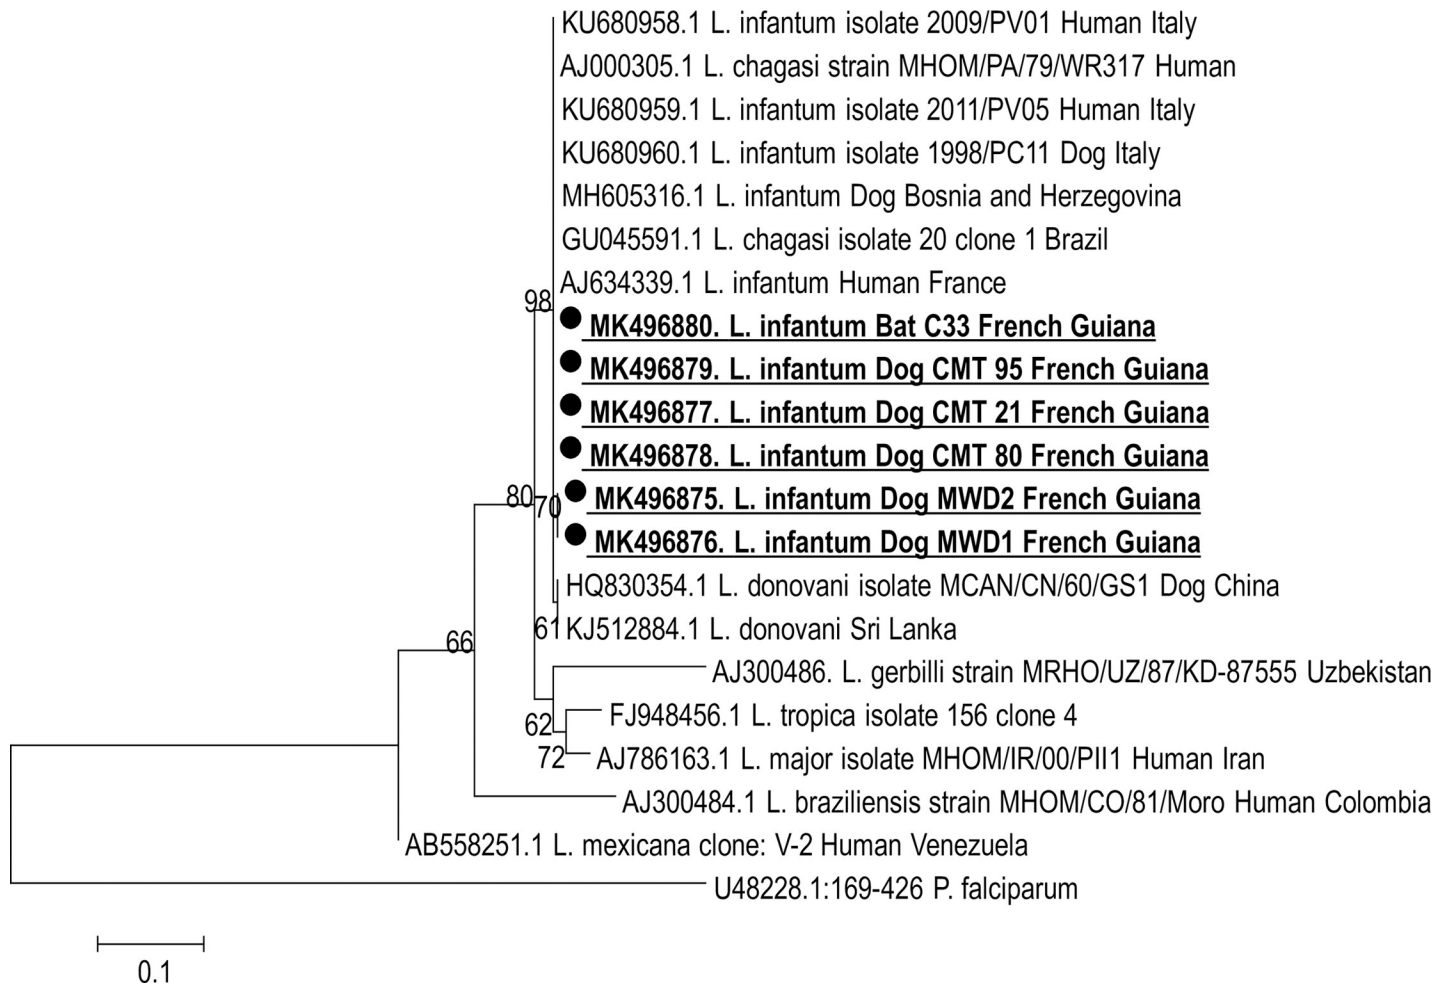 KU680958.1 L. infantum isolate 2009/PV01 Human Italy
AJ000305.1 L. chagasi strain MHOM/PA/79/WR317 Human
KU680959.1 L. infantum isolate 2011/PV05 Human Italy
KU680960.1 L. infantum isolate 1998/PC11 Dog Italy
MH605316.1 L. infantum Dog Bosnia and Herzegovina
GU045591.1 L. chagasi isolate 20 clone 1 Brazil
AJ634339.1 L. infantum Human France
98
MK496880. L. infantum Bat C33 French Guiana
MK496879. L. infantum Dog CMT 95 French Guiana
MK496877. L. infantum Dog CMT 21 French Guiana
MK496878. L. infantum Dog CMT 80 French Guiana
80 70 MK496875. L. infantum Dog MWD2 French Guiana
MK496876. L. infantum Dog MWD1 French Guiana
HQ830354.1 L. donovani isolate MCAN/CN/60/GS1 Dog China
61 KJ512884.1 L. donovani Sri Lanka
66
AJ300486. L. gerbilli strain MRHO/UZ/87/KD-87555 Uzbekistan
62 FJ948456.1 L. tropica isolate 156 clone 4
72 AJ786163.1 L. major isolate MHOM/IR/00/PII1 Human Iran
AJ300484.1 L. braziliensis strain MHOM/CO/81/Moro Human Colombia
AB558251.1 L. mexicana clone: V-2 Human Venezuela
U48228.1:169-426 P. falciparum
0.1